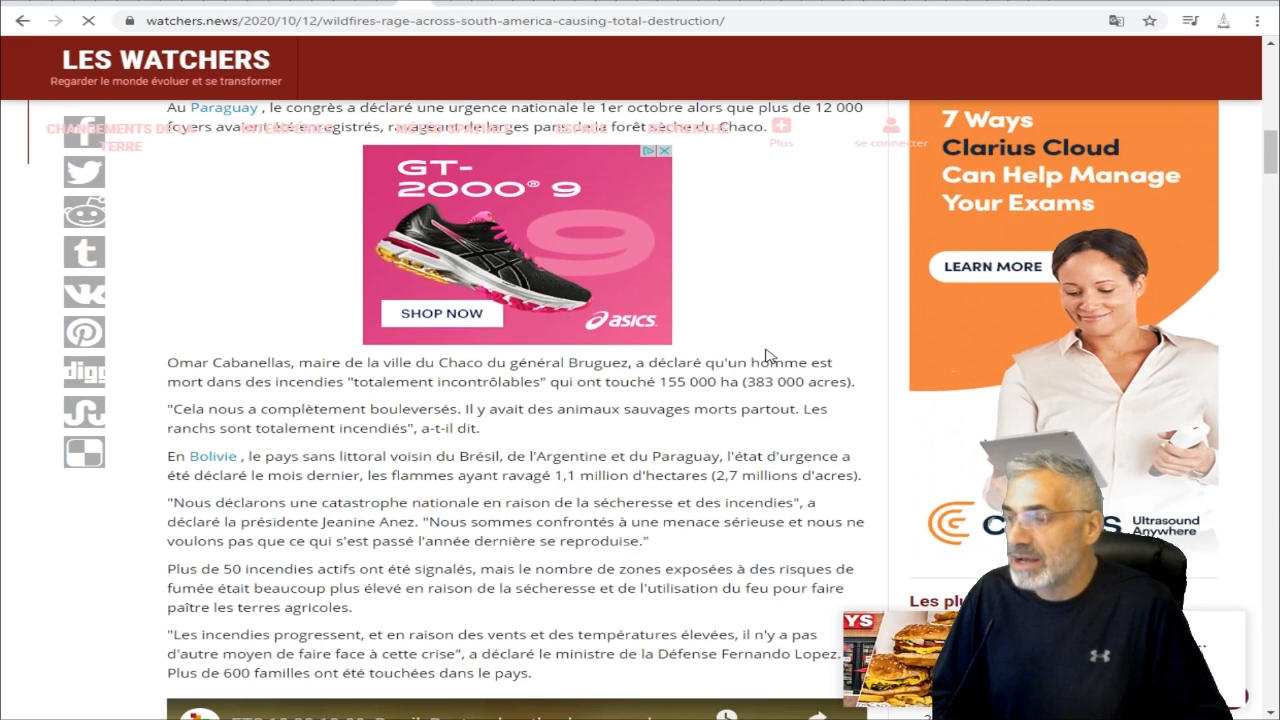 watchers.news/2020/10/12/wildfires-rage-across-south-america-causing-total-destruction/
LES WATCHERS
Regarder le monde évoluer et se transformer
Au Paraguay , le congrès a déclaré une urgence nationale le 1er octobre alors que plus de 12 000
foyers avaient été enregistrés, ravageant de larges pans de la forêt sèche du Chaco.
CHANGEMENTS DE LA
TERRE
Plus
se connecter
GT-
2000® 9
9
SHOP NOW
asics.
7 Ways
Clarius Cloud
Can Help Manage
Your Exams
LEARN MORE
Ultrasound
Anywhere
digg
Omar Cabanellas, maire de la ville du Chaco du général Bruguez, a déclaré qu'un homme est
mort dans des incendies "totalement incontrôlables" qui ont touché 155 000 ha (383 000 acres).
"Cela nous a complètement bouleversés. Il y avait des animaux sauvages morts partout. Les
ranchs sont totalement incendiés", a-t-il dit.
En Bolivie , le pays sans littoral voisin du Brésil, de l'Argentine et du Paraguay, l'état d'urgence a
été déclaré le mois dernier, les flammes ayant ravagé 1,1 million d'hectares (2,7 millions d'acres).
"Nous déclarons une catastrophe nationale en raison de la sécheresse et des incendies", a
déclaré la présidente Jeanine Anez. "Nous sommes confrontés à une menace sérieuse et nous ne
voulons pas que ce qui s'est passé l'année dernière se reproduise."
Plus de 50 incendies actifs ont été signalés, mais le nombre de zones exposées à des risques de
fumée était beaucoup plus élevé en raison de la sécheresse et de l'utilisation du feu pour faire
paître les terres agricoles.
"Les incendies progressent, et en raison des vents et des températures élevées, il n'y a pas
d'autre moyen de faire face à cette crise", a déclaré le ministre de la Défense Fernando Lopez.
Plus de 600 familles ont été touchées dans le pays.
Les
YS